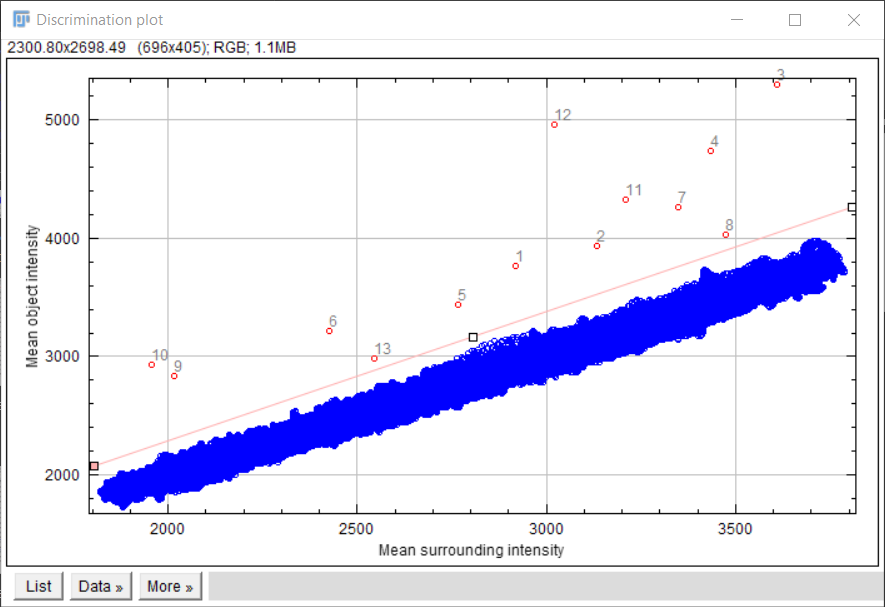 Discrimination plot
2300.80x2698.49 (696x405); RGB; 1.1MB
3
5000
12
4
11
7
8
4000
2
1
5
6
13
3000
10
9
2000
Mean object intensity
2000 2500 3000 3500
Mean surrounding intensity
List Data » More »